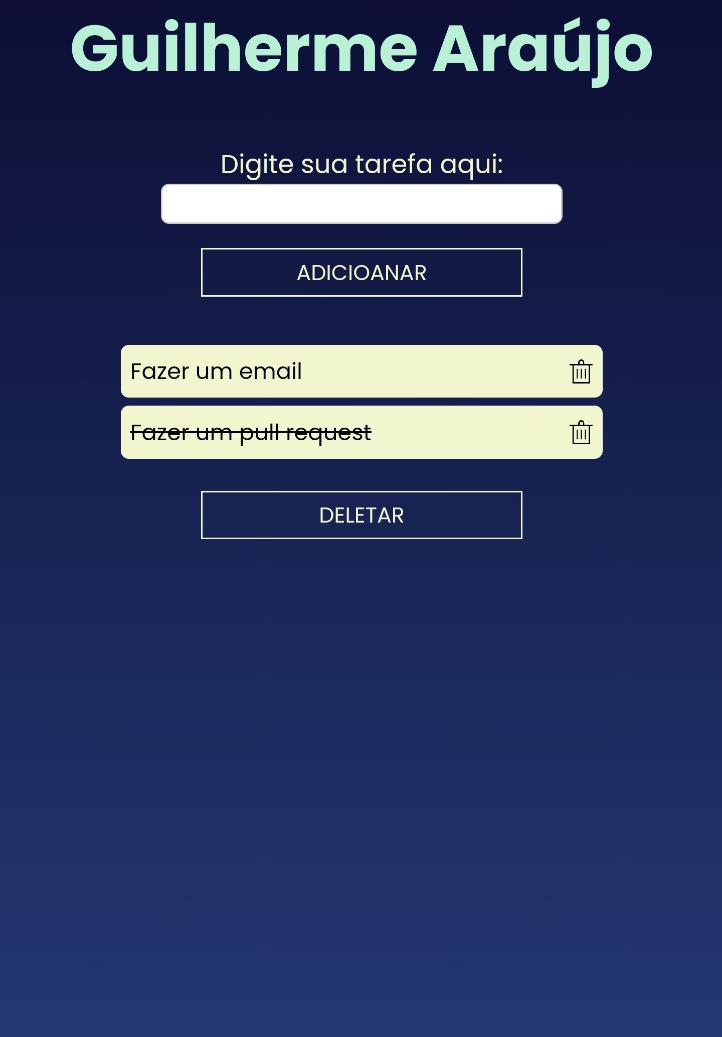 Guilherme Araújo
Digite sua tarefa aqui:
ADICIOANAR
Fazer um email
Fazer um pull request
DELETAR